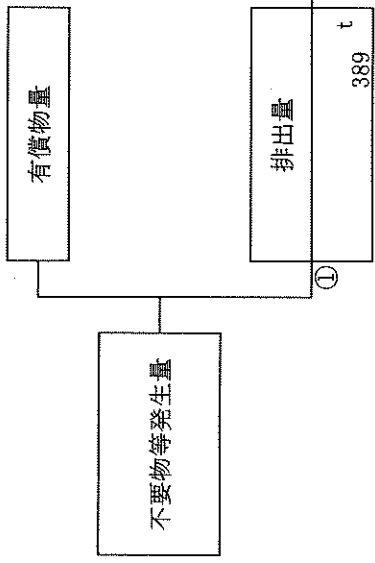 不要物等発生量
有償物量
①
排出量
389 t